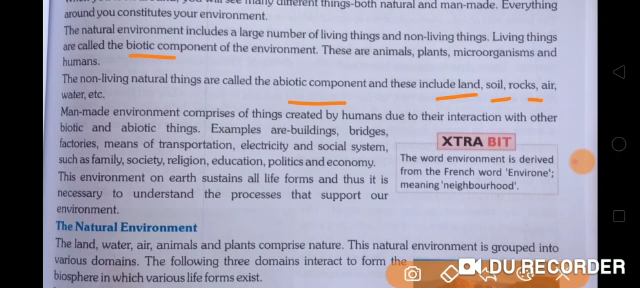 around you constitutes your environment.
The natural environment includes a large number of living things and non-living things. Living things
are called the biotic component of the environment. These are animals, plants, microorganisms and
humans.
The non-living natural things are called the abiotic component and these include land, soil, rocks, air,
water, etc.
Man-made environment comprises of things created by humans due to their interaction with other
biotic and abiotic things. Examples are-buildings, bridges,
factories, means of transportation, electricity and social system,
such as family, society, religion, education, politics and economy.
This environment on earth sustains all life forms and thus it is
necessary to understand the processes that support our
environment.
XTRA BIT
The word environment is derived
from the French word 'Environe';
meaning 'neighbourhood'.
The Natural Environment
The land, water, air, animals and plants comprise nature. This natural environment is grouped into
various domains. The following three domains interact to form the
biosphere in which various life forms exist.
DU RECORDER